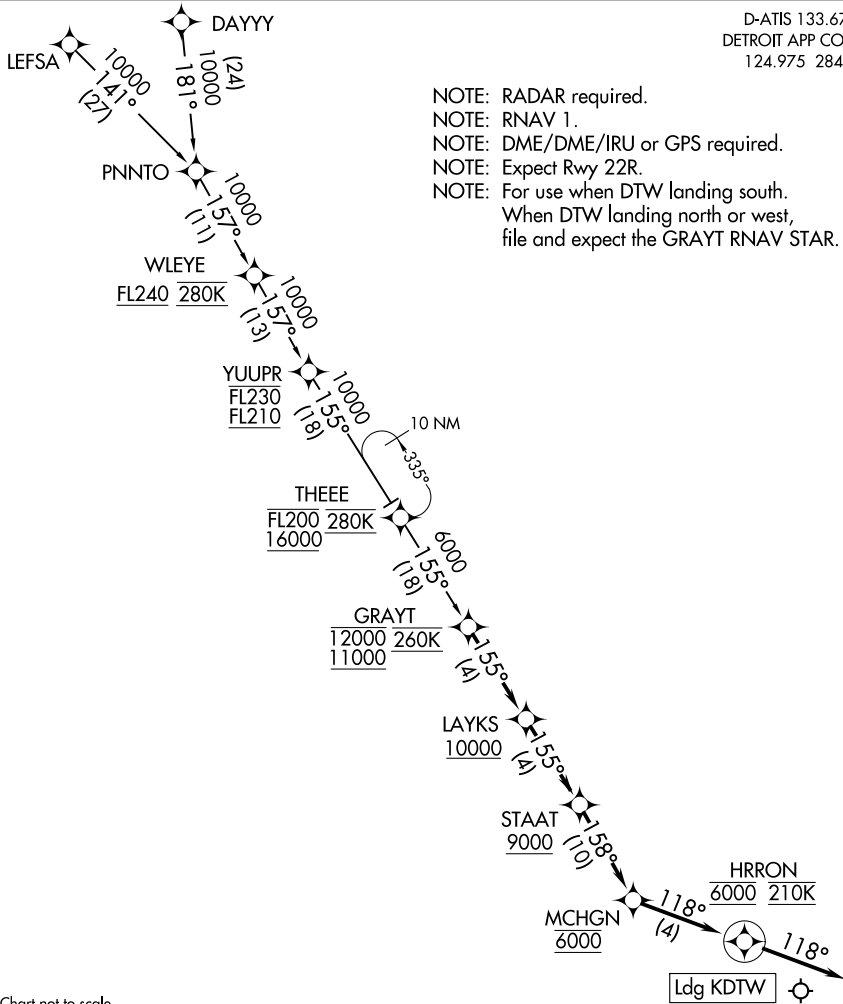 D-ATIS 133.67
DETROIT APP CO
124.975 284
DAYYY
LEFSA
10000
181°
(24)
10000
141°
(27)
NOTE: RADAR required.
NOTE: RNAV 1.
NOTE: DME/DME/IRU or GPS required.
NOTE: Expect Rwy 22R.
NOTE: For use when DTW landing south.
When DTW landing north or west,
file and expect the GRAYT RNAV STAR.
PNNTO
10000
157°
(11)
WLEYE
FL240 280K
10000
157°
(13)
YUUPR
FL230
FL210
10000
155°
(18)
10 NM
335°
THEEE
FL200 280K
16000
6000
155°
(18)
GRAYT
12000 260K
11000
155°
(4)
LAYKS
10000
155°
(4)
STAAT
9000
158°
(10)
HRRON
6000 210K
MCHGN
6000
118°
(4)
118°
Ldg KDTW
Chart not to scale